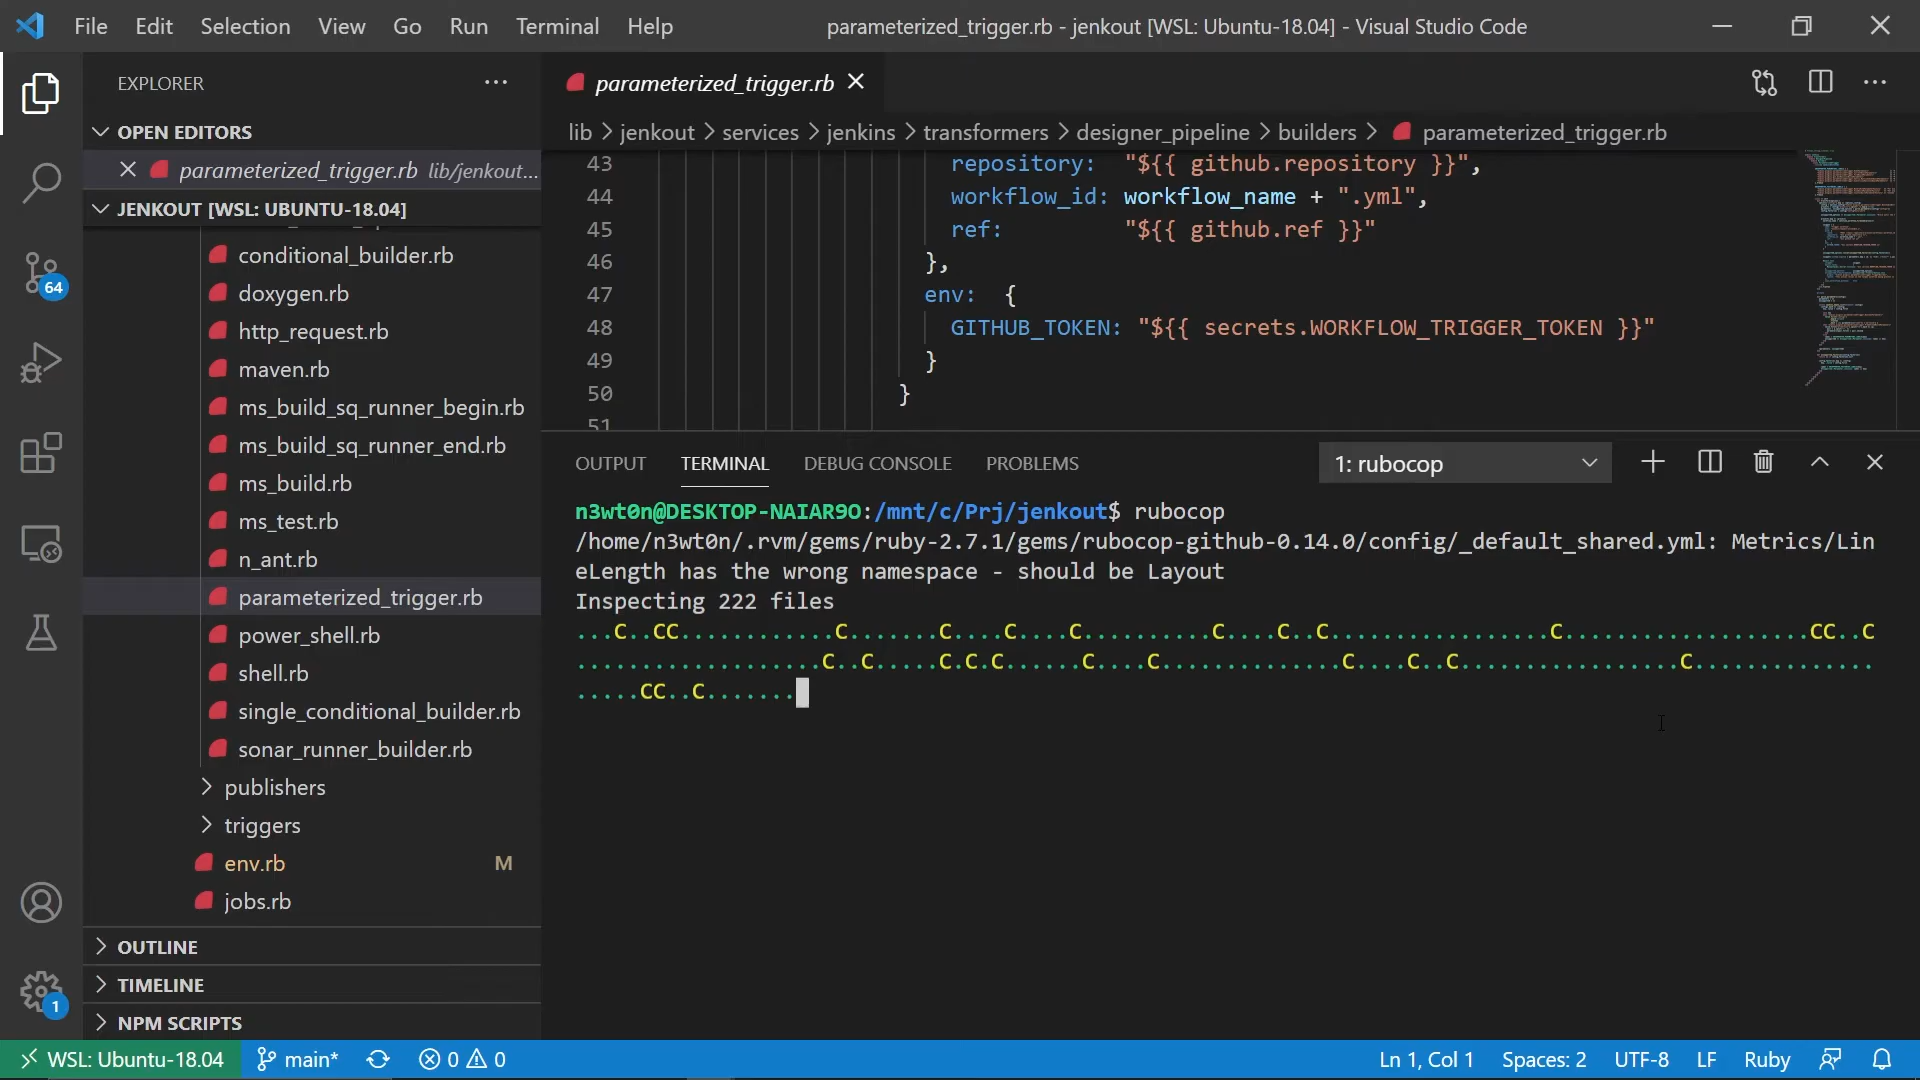 File Edit Selection View Go Run Terminal Help
parameterized_trigger.rb - jenkout [WSL: Ubuntu-18.04] - Visual Studio Code
EXPLORER
OPEN EDITORS
parameterized_trigger.rb lib/jenkout...
JENKOUT [WSL: UBUNTU-18.04]
conditional_builder.rb
doxygen.rb
http_request.rb
maven.rb
ms_build_sq_runner_begin.rb
ms_build_sq_runner_end.rb
ms_build.rb
ms_test.rb
n_ant.rb
parameterized_trigger.rb
power_shell.rb
shell.rb
single_conditional_builder.rb
sonar_runner_builder.rb
publishers
triggers
env.rb M
jobs.rb
OUTLINE
TIMELINE
NPM SCRIPTS
64
1
parameterized_trigger.rb
lib > jenkout > services > jenkins > transformers > designer_pipeline > builders > parameterized_trigger.rb
43 repository: "${{ github.repository }}",
44 workflow_id: workflow_name + ".yml",
45 ref: "${{ github.ref }}"
46 },
47 env: {
48 GITHUB_TOKEN: "${{ secrets.WORKFLOW_TRIGGER_TOKEN }}"
49 }
50 }
51
OUTPUT TERMINAL DEBUG CONSOLE PROBLEMS
1: rubocop
n3wt0n@DESKTOP-NAIAR9O:/mnt/c/Prj/jenkout$ rubocop
/home/n3wt0n/.rvm/gems/ruby-2.7.1/gems/rubocop-github-0.14.0/config/_default_shared.yml: Metrics/Lin
eLength has the wrong namespace - should be Layout
Inspecting 222 files
...C..CC............C.......C....C....C..........C....C..C.................C...................CC..C
...................C..C.....C.C.C......C....C..............C....C..C.................C..............
.....CC..C.......
WSL: Ubuntu-18.04 main* 0 0
Ln 1, Col 1 Spaces: 2 UTF-8 LF Ruby